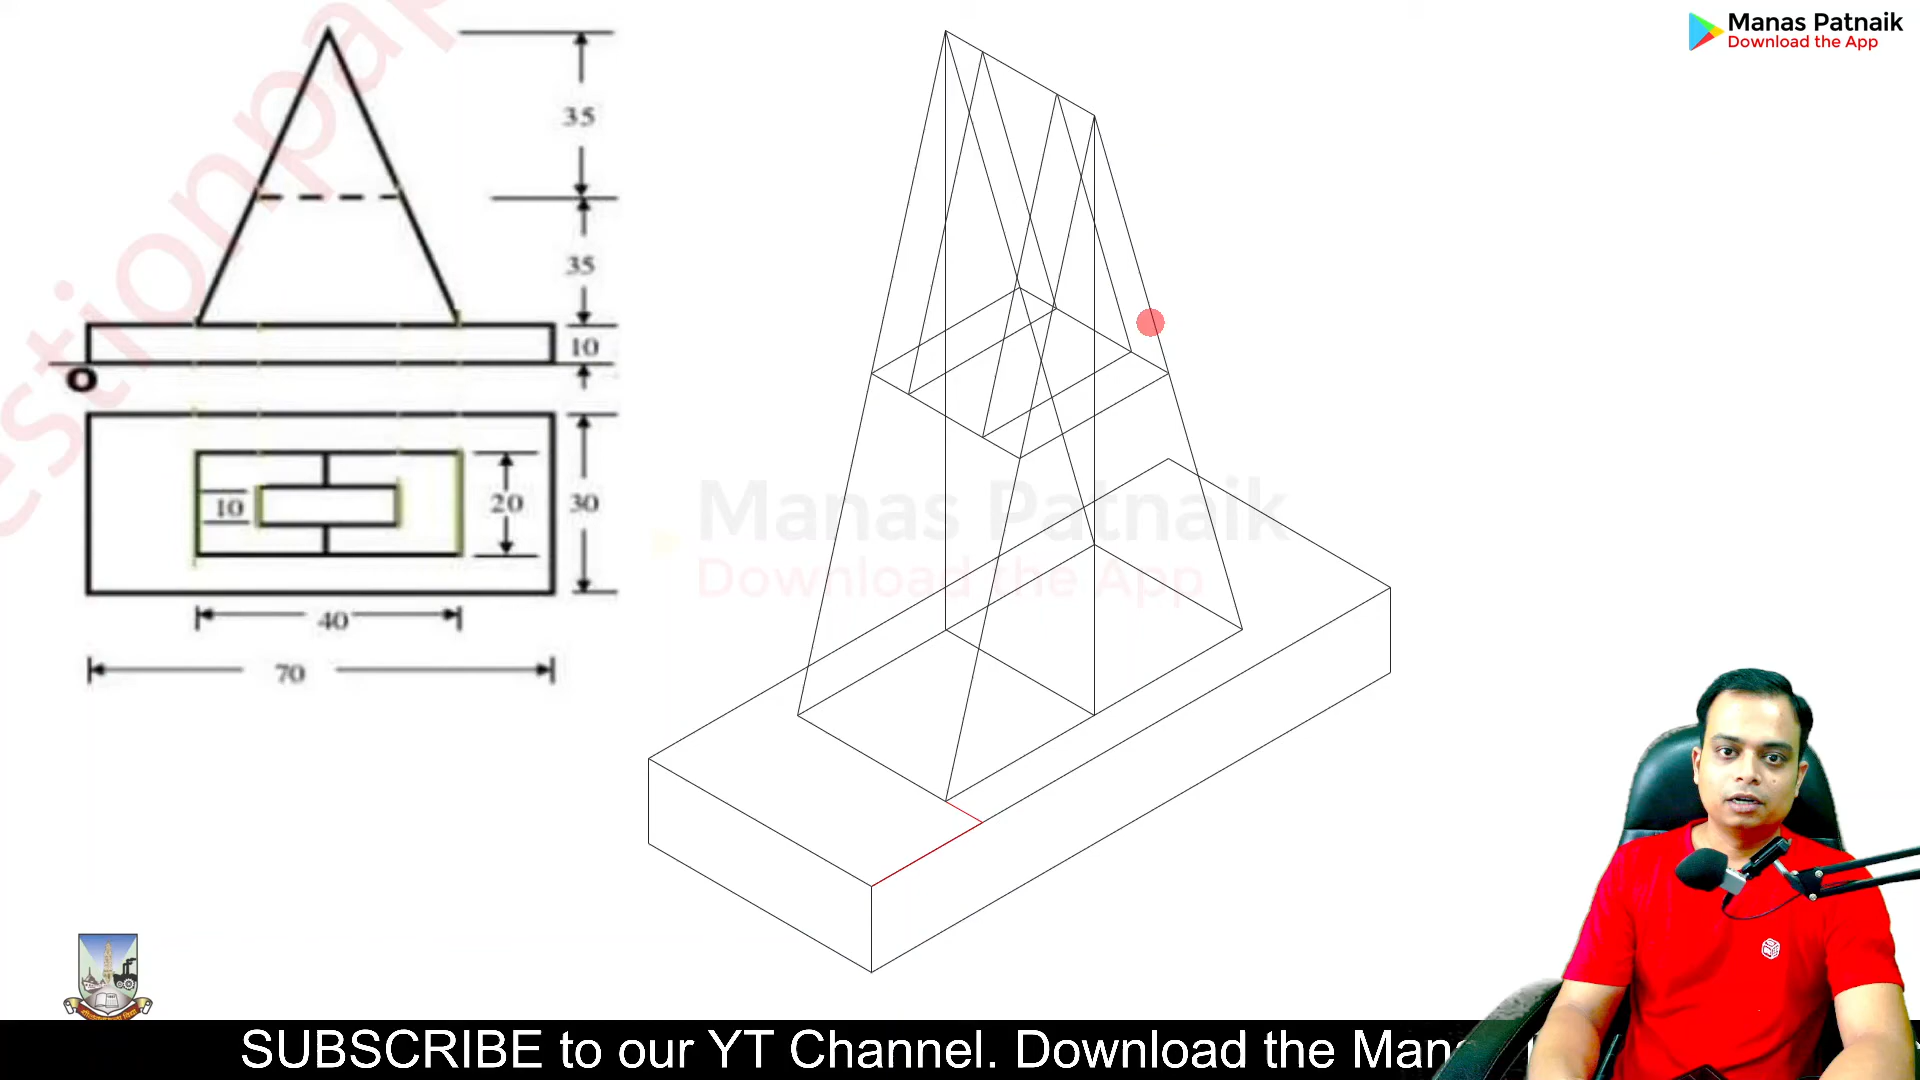 Manas Patnaik
Download the App
35
35
10
O
10
20
30
40
70
Manas Patnaik
Download the App
SUBSCRIBE to our YT Channel. Download the Man